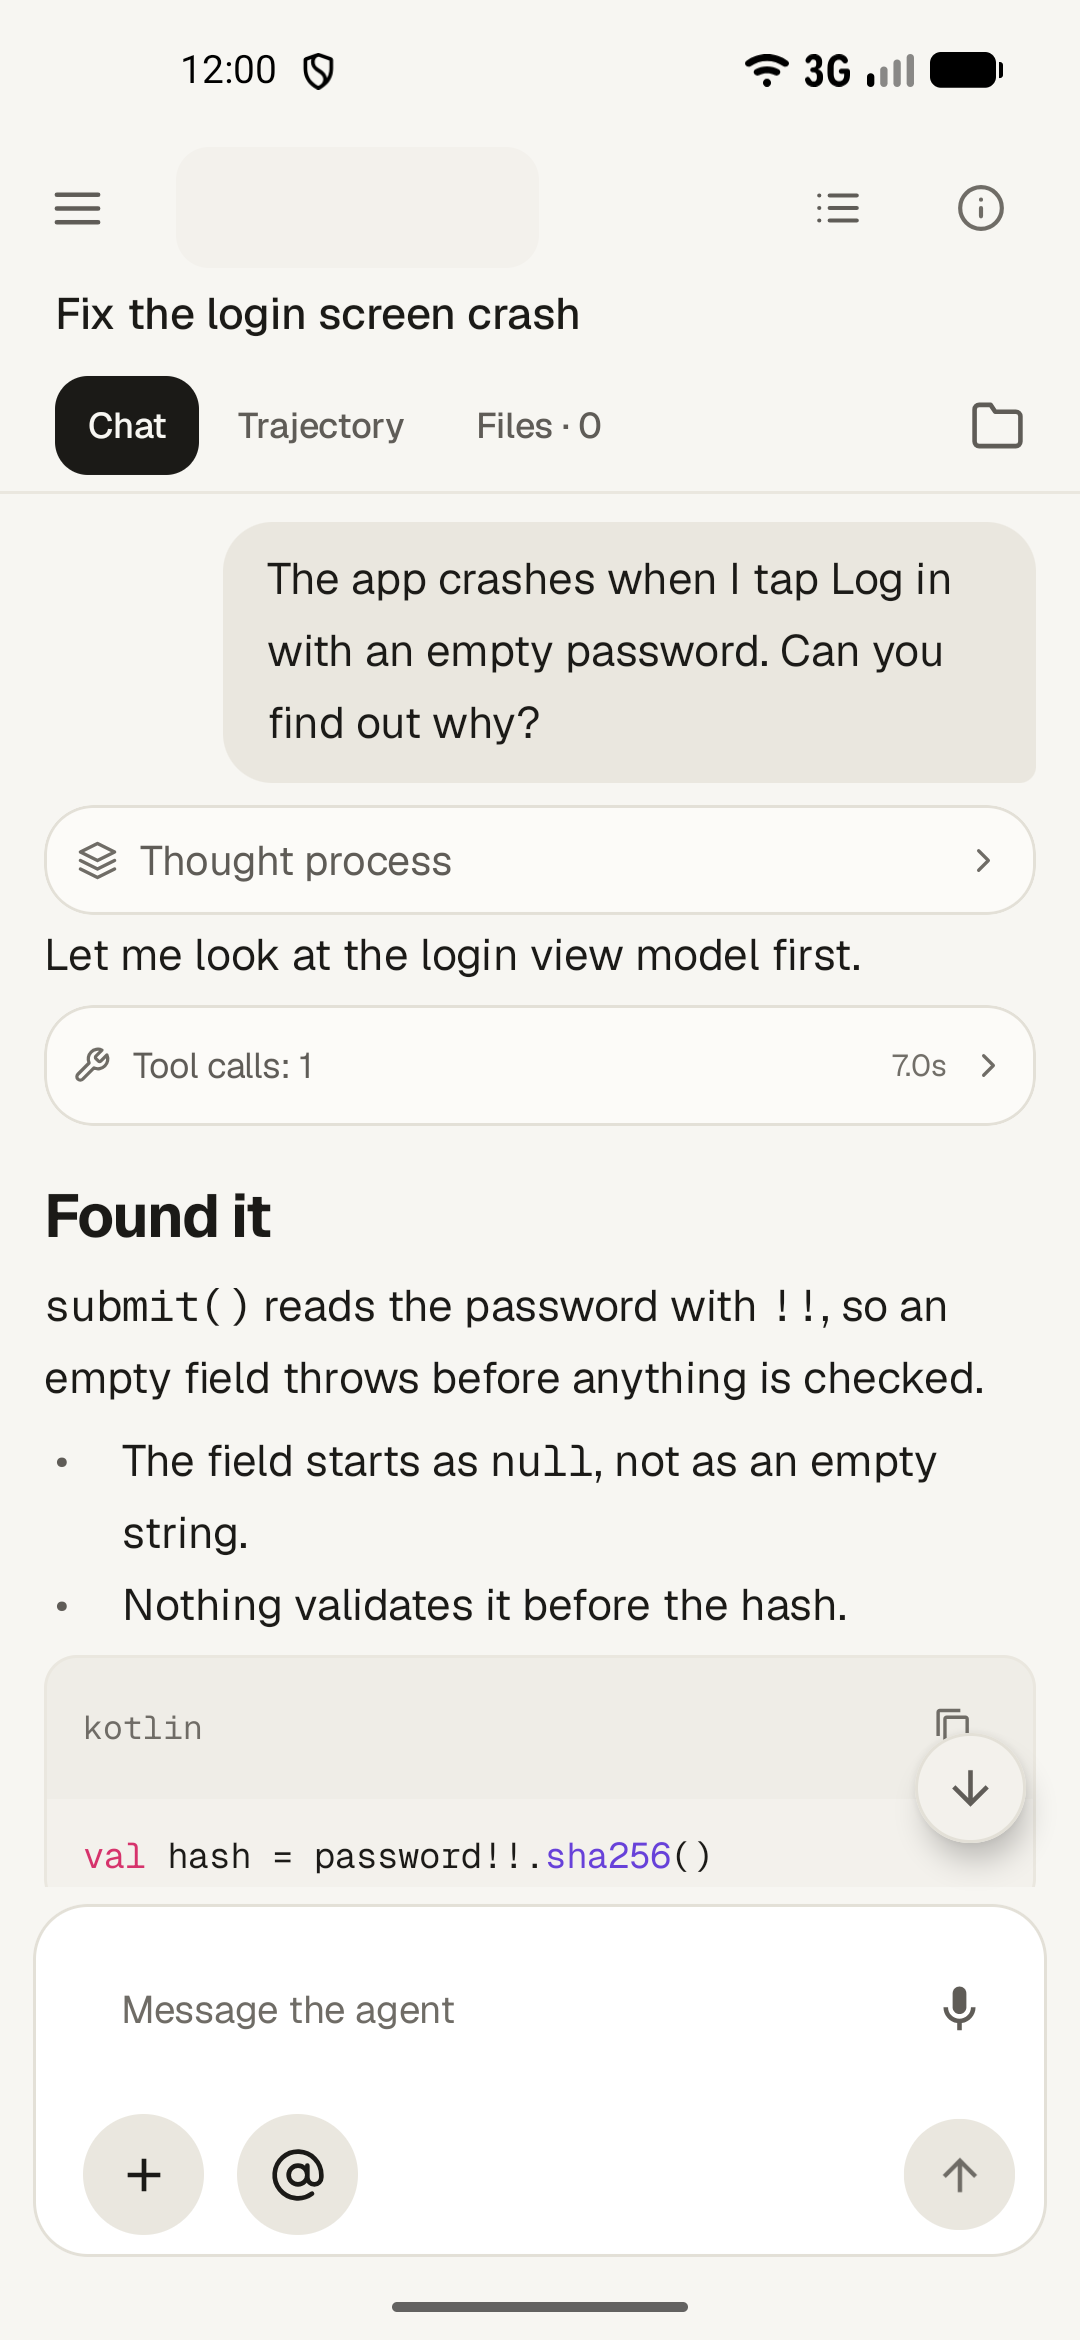 12:00
3G
Fix the login screen crash
Chat
Trajectory
Files · 0
The app crashes when I tap Log in
with an empty password. Can you
find out why?
Thought process
Let me look at the login view model first.
Tool calls: 1
7.0s
Found it
submit() reads the password with !!, so an
empty field throws before anything is checked.
• The field starts as null, not as an empty
string.
• Nothing validates it before the hash.
kotlin
val hash = password!!.sha256()
Message the agent